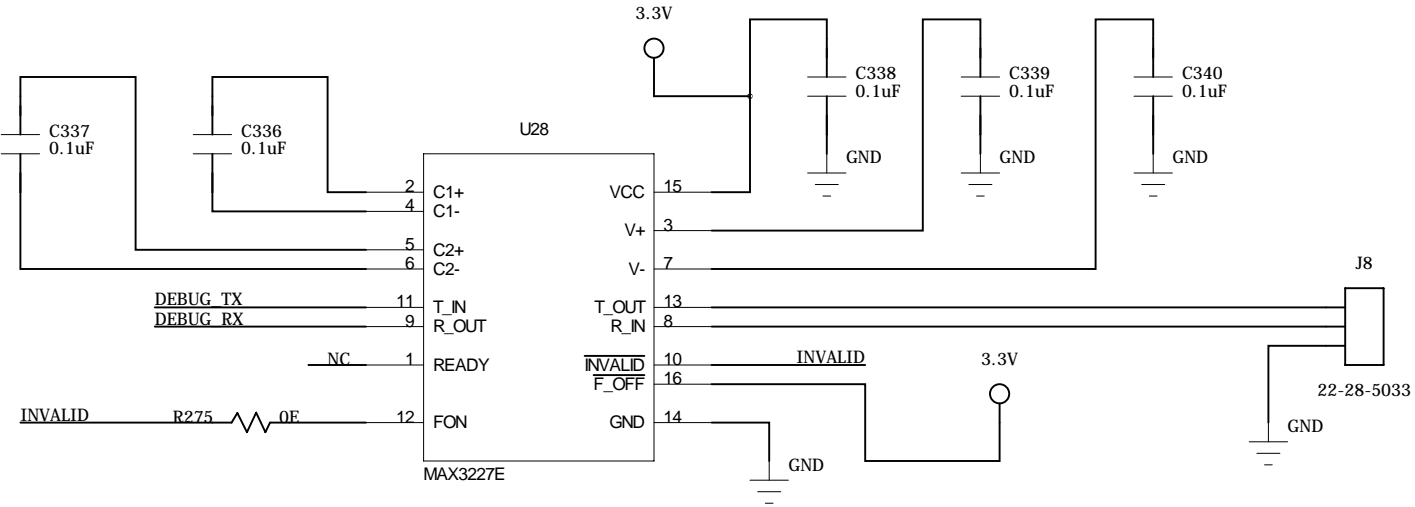 3.3V
C338
0.1uF
C339
0.1uF
C340
0.1uF
C337
0.1uF
C336
0.1uF
U28
GND
GND
GND
2 C1+
4 C1-
5 C2+
6 C2-
11 T_IN
9 R_OUT
1 READY
12 FON
VCC 15
V+ 3
V- 7
T_OUT 13
R_IN 8
INVALID 10
F_OFF 16
GND 14
DEBUG_TX
DEBUG_RX
NC
INVALID
R275 0E
INVALID
3.3V
J8
22-28-5033
GND
GND
MAX3227E